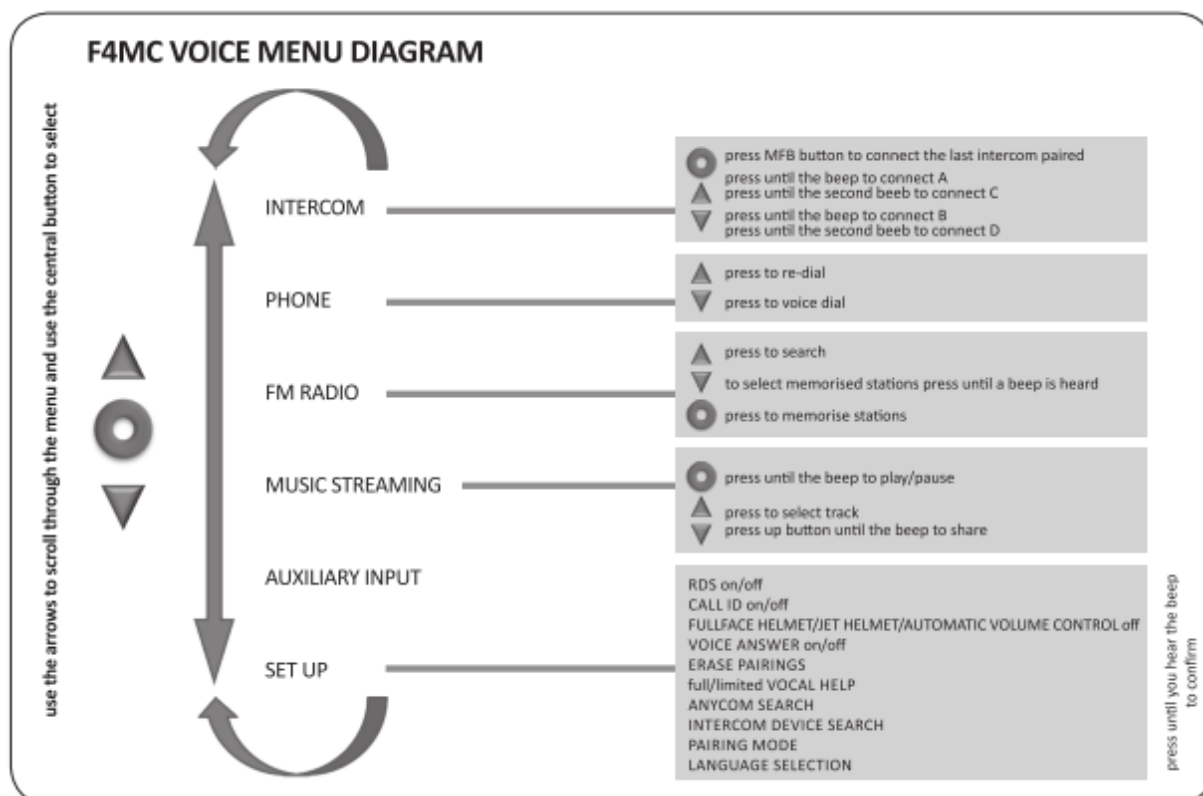 F4MC VOICE MENU DIAGRAM
use the arrows to scroll through the menu and use the central button to select
INTERCOM
press MFB button to connect the last intercom paired
press until the beep to connect A
press until the second beeb to connect C
press until the beep to connect B
press until the second beeb to connect D
PHONE
press to re-dial
press to voice dial
FM RADIO
press to search
to select memorised stations press until a beep is heard
press to memorise stations
MUSIC STREAMING
press until the beep to play/pause
press to select track
press up button until the beep to share
AUXILIARY INPUT
SET UP
RDS on/off
CALL ID on/off
FULLFACE HELMET/JET HELMET/AUTOMATIC VOLUME CONTROL off
VOICE ANSWER on/off
ERASE PAIRINGS
full/limited VOCAL HELP
ANYCOM SEARCH
INTERCOM DEVICE SEARCH
PAIRING MODE
LANGUAGE SELECTION
press until you hear the beep
to confirm